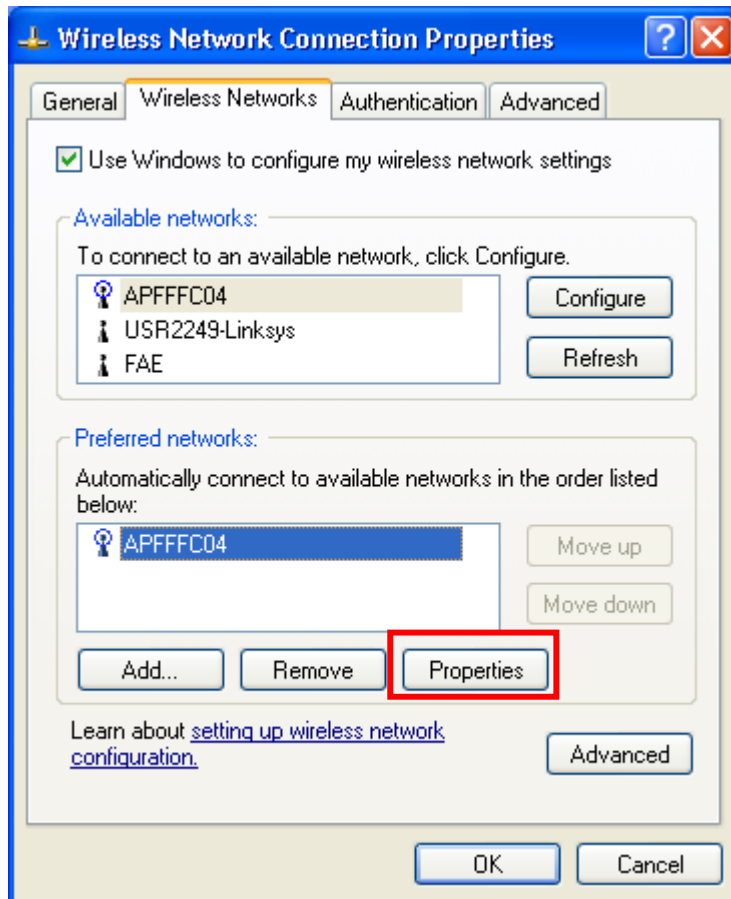 Wireless Network Connection Properties
General Wireless Networks Authentication Advanced
Use Windows to configure my wireless network settings
Available networks:
To connect to an available network, click Configure.
APFFFC04
Configure
USR2249-Linksys
FAE
Refresh
Preferred networks:
Automatically connect to available networks in the order listed
below:
APFFFC04
Move up
Move down
Add... Remove Properties
Learn about setting up wireless network
configuration.
Advanced
OK Cancel